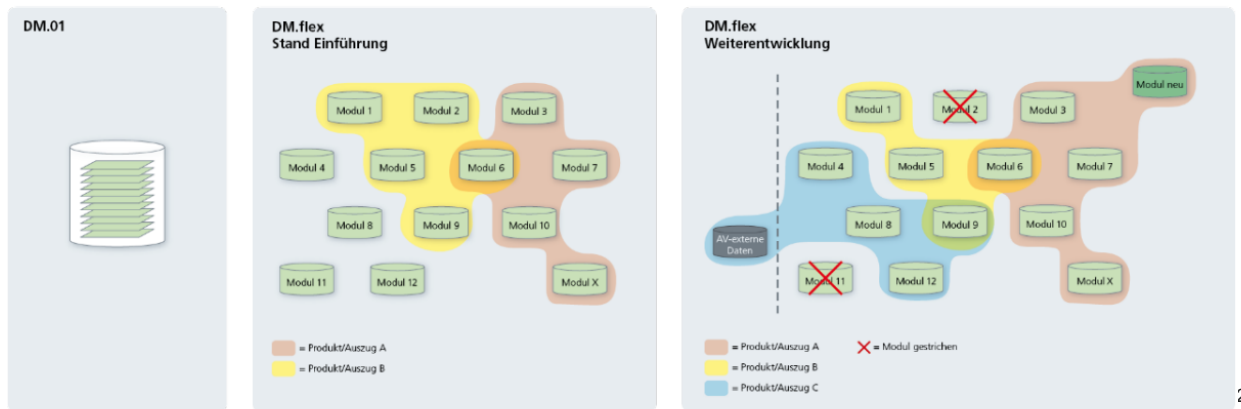 DM.01
DM.flex
Stand Einführung
Modul 1
Modul 2
Modul 3
Modul 4
Modul 5
Modul 6
Modul 7
Modul 8
Modul 9
Modul 10
Modul 11
Modul 12
Modul X
= Produkt/Auszug A
= Produkt/Auszug B
DM.flex
Weiterentwicklung
Modul neu
Modul 1
Modul 2
Modul 3
Modul 4
Modul 5
Modul 6
Modul 7
AV-externe
Daten
Modul 8
Modul 9
Modul 10
Modul 11
Modul 12
Modul X
= Produkt/Auszug A
= Modul gestrichen
= Produkt/Auszug B
= Produkt/Auszug C